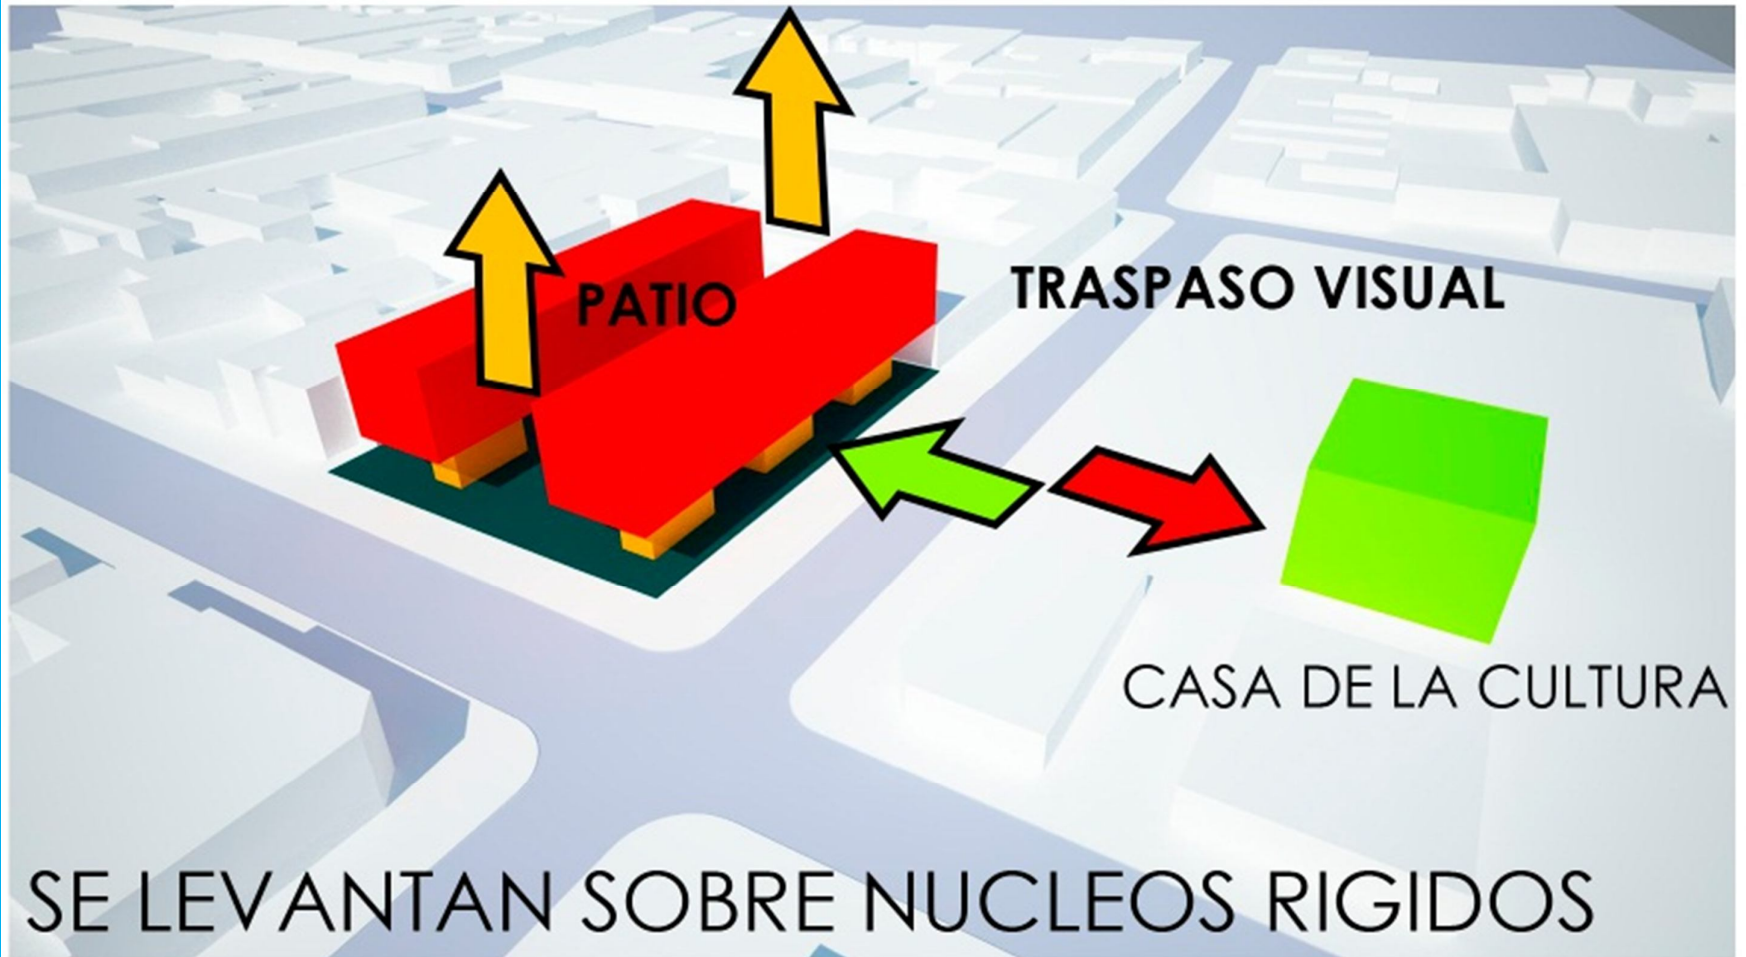 PATIO
TRASPASO VISUAL
CASA DE LA CULTURA
SE LEVANTAN SOBRE NUCLEOS RIGIDOS